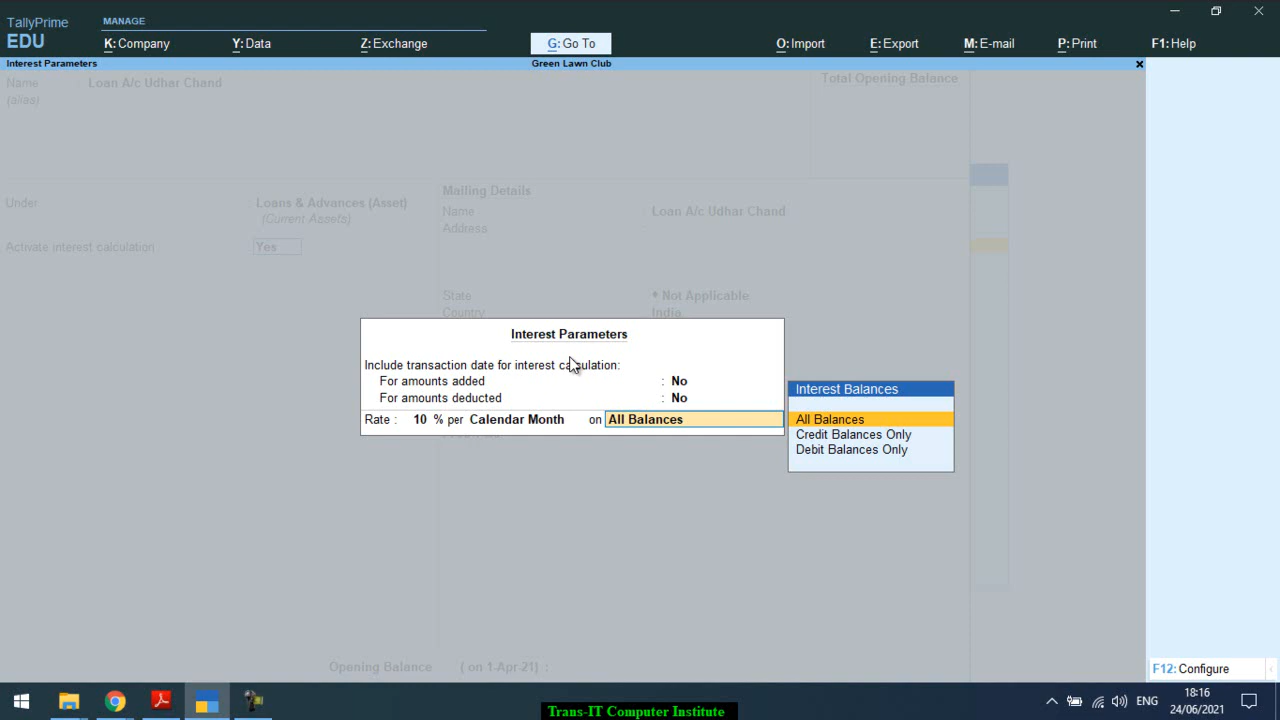 TallyPrime
EDU
MANAGE
K:Company
Y:Data
Z:Exchange
G:Go To
O:Import
E:Export
M:E-mail
P:Print
F1:Help
Interest Parameters
Green Lawn Club
Name : Loan A/c Udhar Chand
(alias)
Total Opening Balance
Under : Loans & Advances (Asset)
(Current Assets)
Activate interest calculation : Yes
Mailing Details
Name : Loan A/c Udhar Chand
Address :
State : Not Applicable
Country : India
Interest Parameters
Include transaction date for interest calculation:
For amounts added : No
For amounts deducted : No
Rate : 10 % per Calendar Month on All Balances
Interest Balances
All Balances
Credit Balances Only
Debit Balances Only
Opening Balance ( on 1-Apr-21) :
F12: Configure
ENG
18:16
24/06/2021
Trans-IT Computer Institute